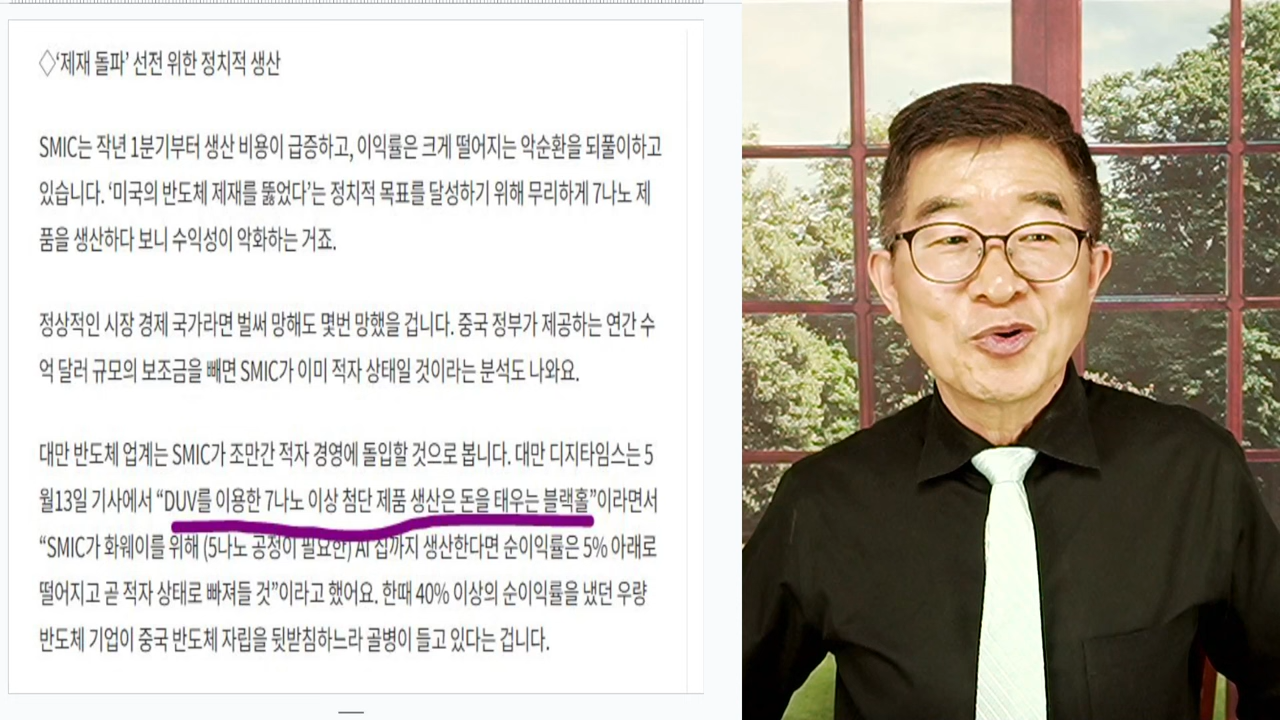 ◇‘제재 돌파’ 선전 위한 정치적 생산
SMIC는 작년 1분기부터 생산 비용이 급증하고, 이익률은 크게 떨어지는 악순환을 되풀이하고
있습니다. ‘미국의 반도체 제재를 뚫었다’는 정치적 목표를 달성하기 위해 무리하게 7나노 제
품을 생산하다 보니 수익성이 악화하는 거죠.
정상적인 시장 경제 국가라면 벌써 망해도 몇번 망했을 겁니다. 중국 정부가 제공하는 연간 수
억 달러 규모의 보조금을 빼면 SMIC가 이미 적자 상태일 것이라는 분석도 나와요.
대만 반도체 업계는 SMIC가 조만간 적자 경영에 돌입할 것으로 봅니다. 대만 디지타임스는 5
월13일 기사에서 “DUV를 이용한 7나노 이상 첨단 제품 생산은 돈을 태우는 블랙홀”이라면서
“SMIC가 화웨이를 위해 (5나노 공정이 필요한) AI 칩까지 생산한다면 순이익률은 5% 아래로
떨어지고 곧 적자 상태로 빠져들 것”이라고 했어요. 한때 40% 이상의 순이익률을 냈던 우량
반도체 기업이 중국 반도체 자립을 뒷받침하느라 골병이 들고 있다는 겁니다.